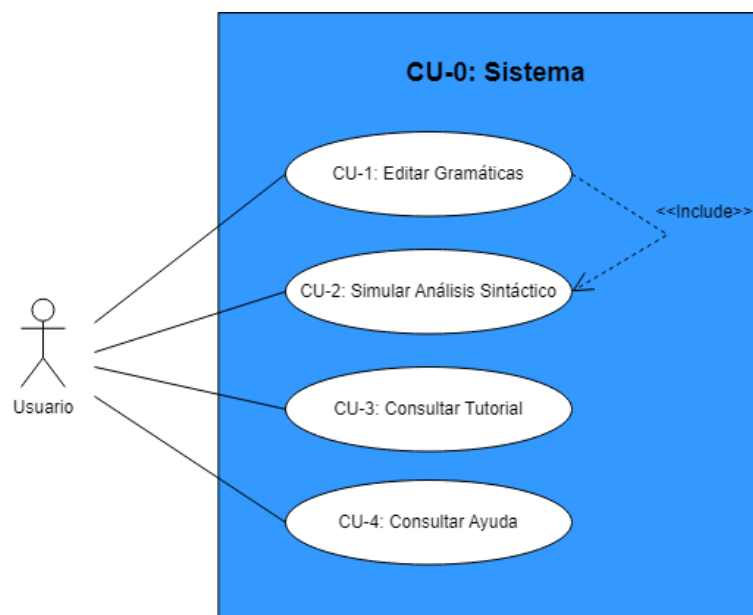 CU-0: Sistema
CU-1: Editar Gramáticas
<<Include>>
CU-2: Simular Análisis Sintáctico
Usuario
CU-3: Consultar Tutorial
CU-4: Consultar Ayuda